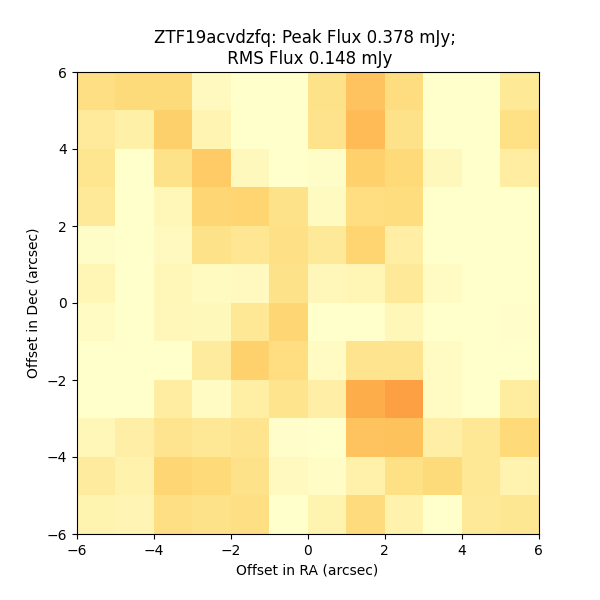 ZTF19acvdzfq: Peak Flux 0.378 mJy;
RMS Flux 0.148 mJy
6
4
2
0
−2
−4
−6
Offset in Dec (arcsec)
−6 −4 −2 0 2 4 6
Offset in RA (arcsec)